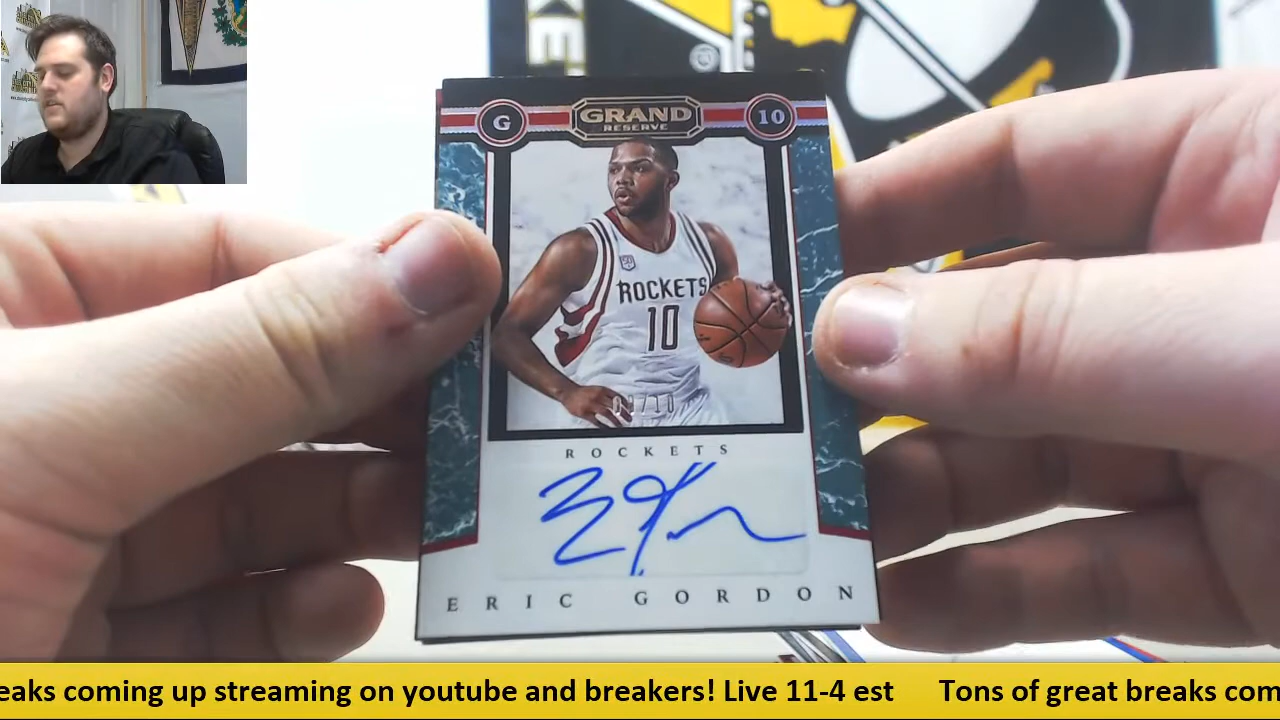 G GRAND 10
RESERVE
ROCKETS
10
/10
ROCKETS
ERIC GORDON
eaks coming up streaming on youtube and breakers! Live 11-4 est Tons of great breaks com